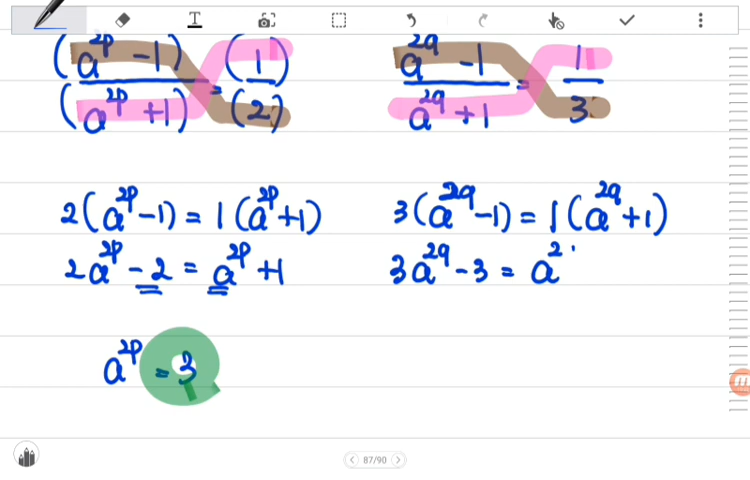 (a^{2p} - 1) / (a^{2p} + 1) = (1) / (2)
a^{2q} - 1 / a^{2q} + 1 = 1 / 3
2(a^{2p} - 1) = 1(a^{2p} + 1)
3(a^{2q} - 1) = 1(a^{2q} + 1)
2a^{2p} - 2 = a^{2p} + 1
3a^{2q} - 3 = a^{2}
a^{2p} = 3
87/90